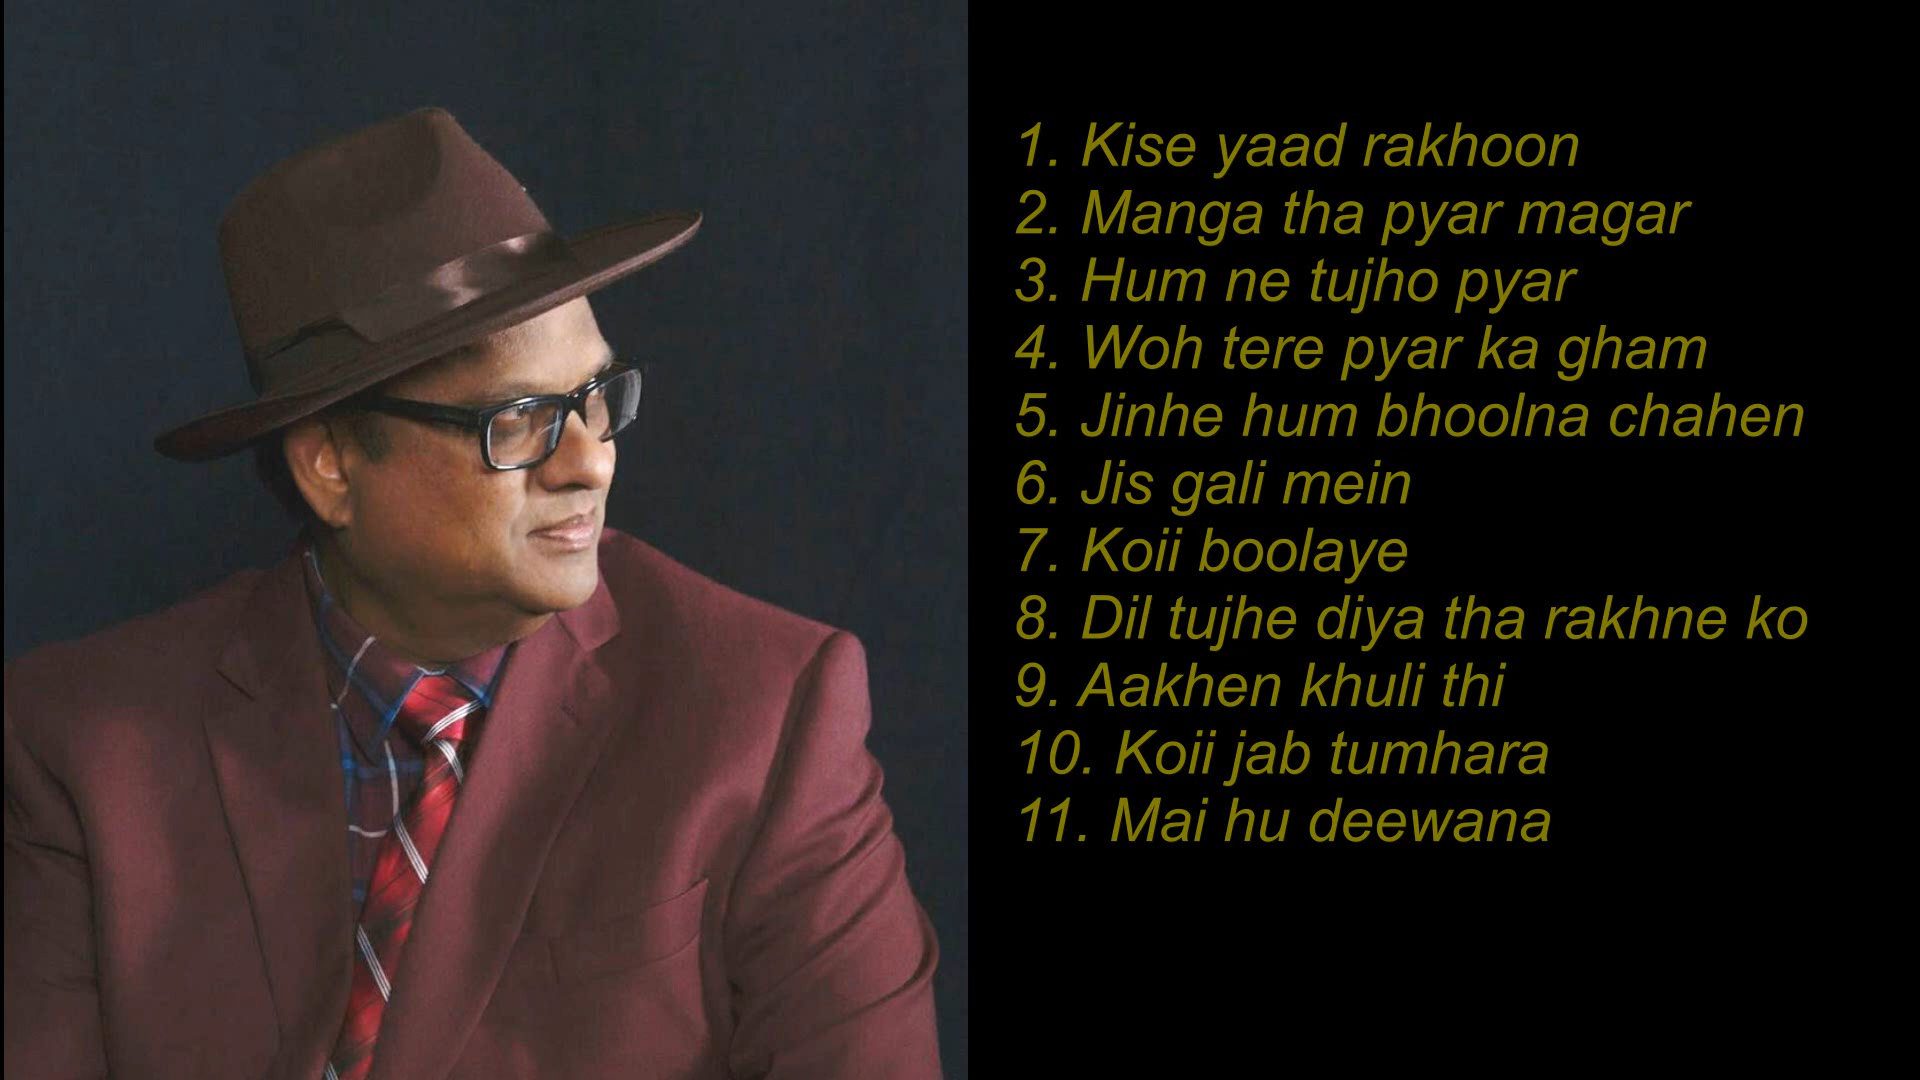 1. Kise yaad rakhoon
2. Manga tha pyar magar
3. Hum ne tujho pyar
4. Woh tere pyar ka gham
5. Jinhe hum bhoolna chahen
6. Jis gali mein
7. Koii boolaye
8. Dil tujhe diya tha rakhne ko
9. Aakhen khuli thi
10. Koii jab tumhara
11. Mai hu deewana